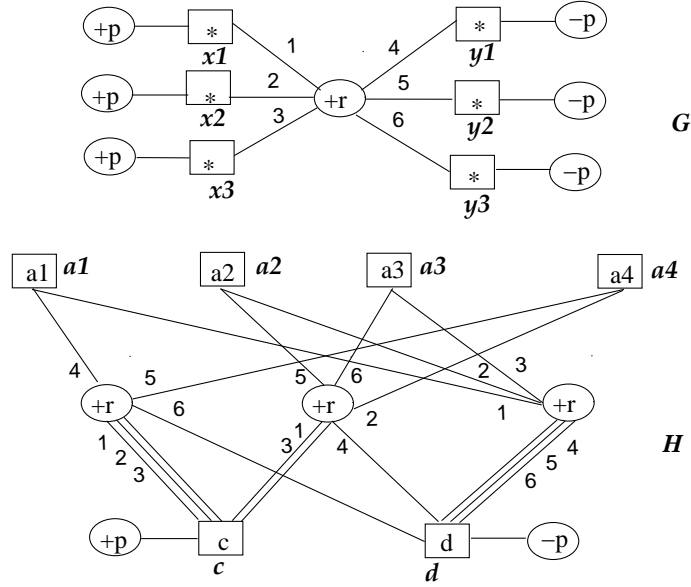 +p * 1 4 * −p
x1 y1
+p * 2 +r 5 * −p
x2 3 6 y2 G
+p * * −p
x3 y3
a1 a1 a2 a2 a3 a3 a4 a4
4 5 5 6 2 3
+r 6 +r 2 1 +r
1 2 3 3 1 4 6 5 4 H
+p c d −p
c d